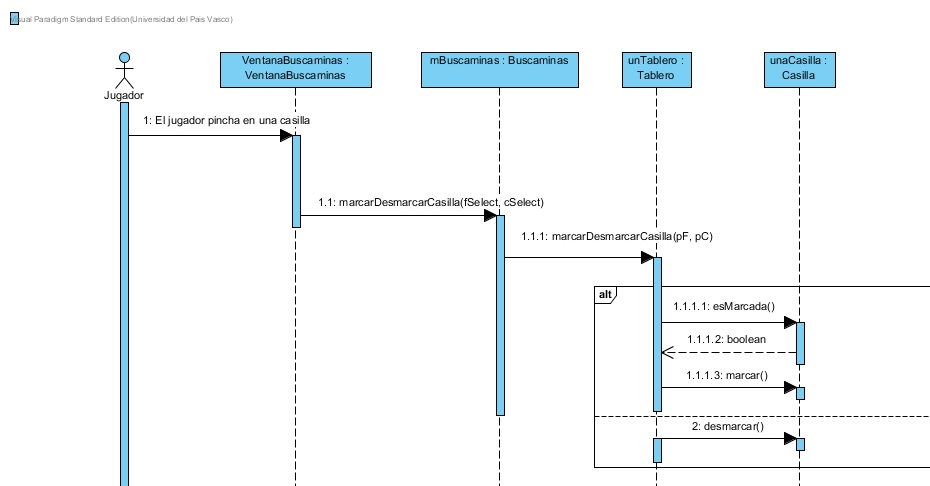 Visual Paradigm Standard Edition(Universidad del Pais Vasco)
Jugador
VentanaBuscaminas :
VentanaBuscaminas
mBuscaminas : Buscaminas
unTablero :
Tablero
unaCasilla :
Casilla
1: El jugador pincha en una casilla
1.1: marcarDesmarcarCasilla(fSelect, cSelect)
1.1.1: marcarDesmarcarCasilla(pF, pC)
alt
1.1.1.1: esMarcada()
1.1.1.2: boolean
1.1.1.3: marcar()
2: desmarcar()